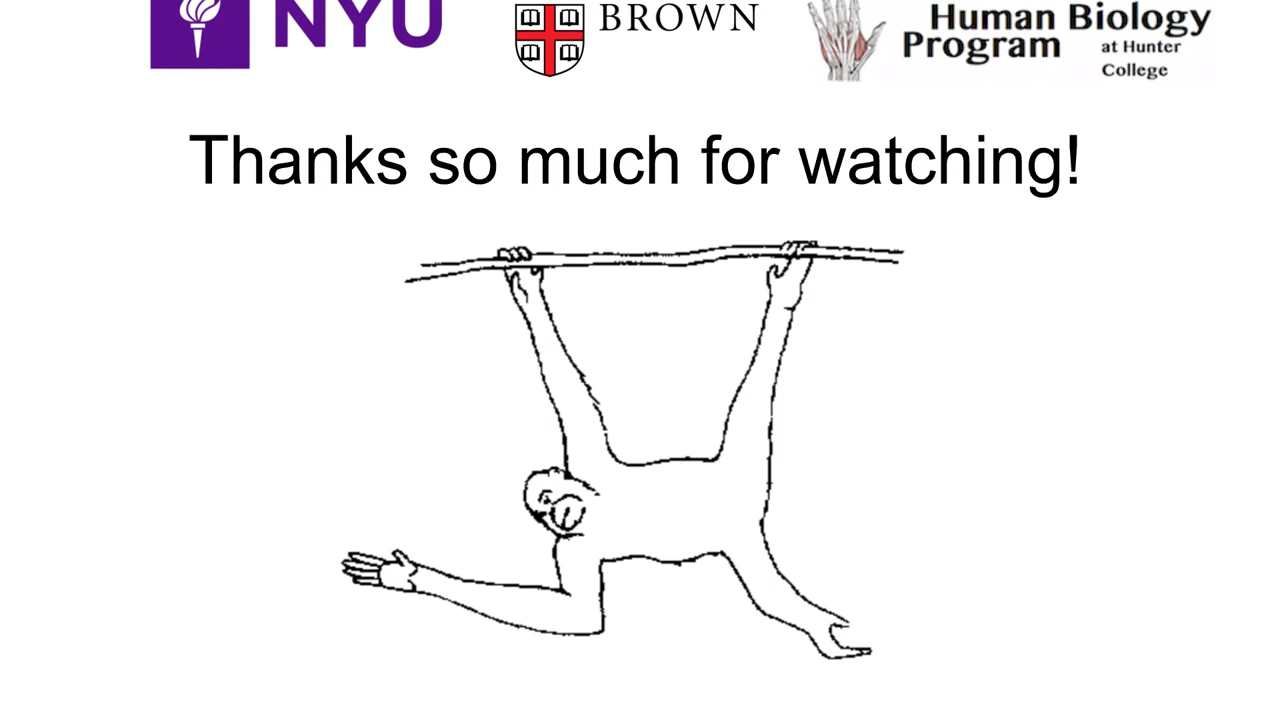 NYU
BROWN
Human Biology
Program at Hunter
College
Thanks so much for watching!